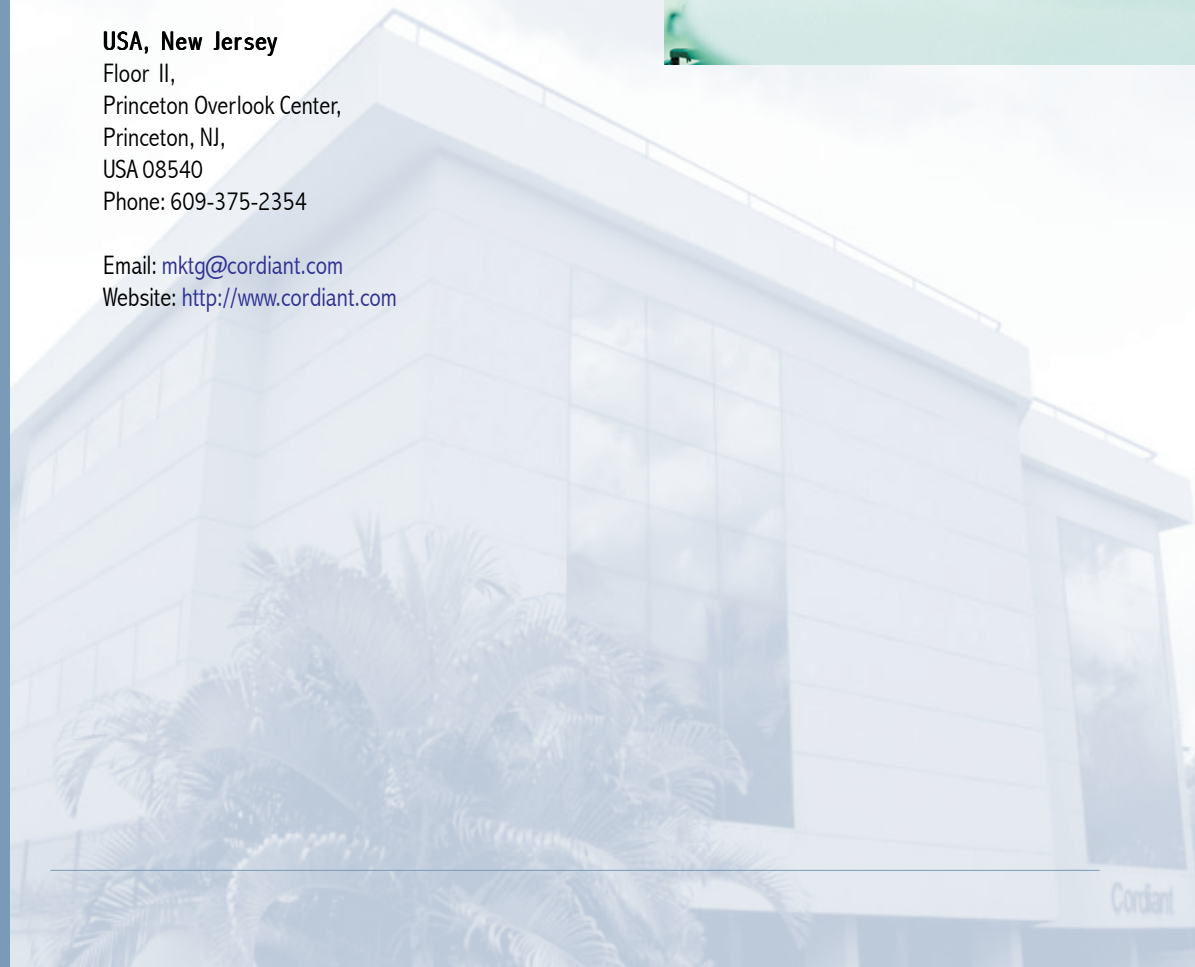 USA, New Jersey
Floor II,
Princeton Overlook Center,
Princeton, NJ,
USA 08540
Phone: 609-375-2354
Email: mktg@cordiant.com
Website: http://www.cordiant.com
Cordiant